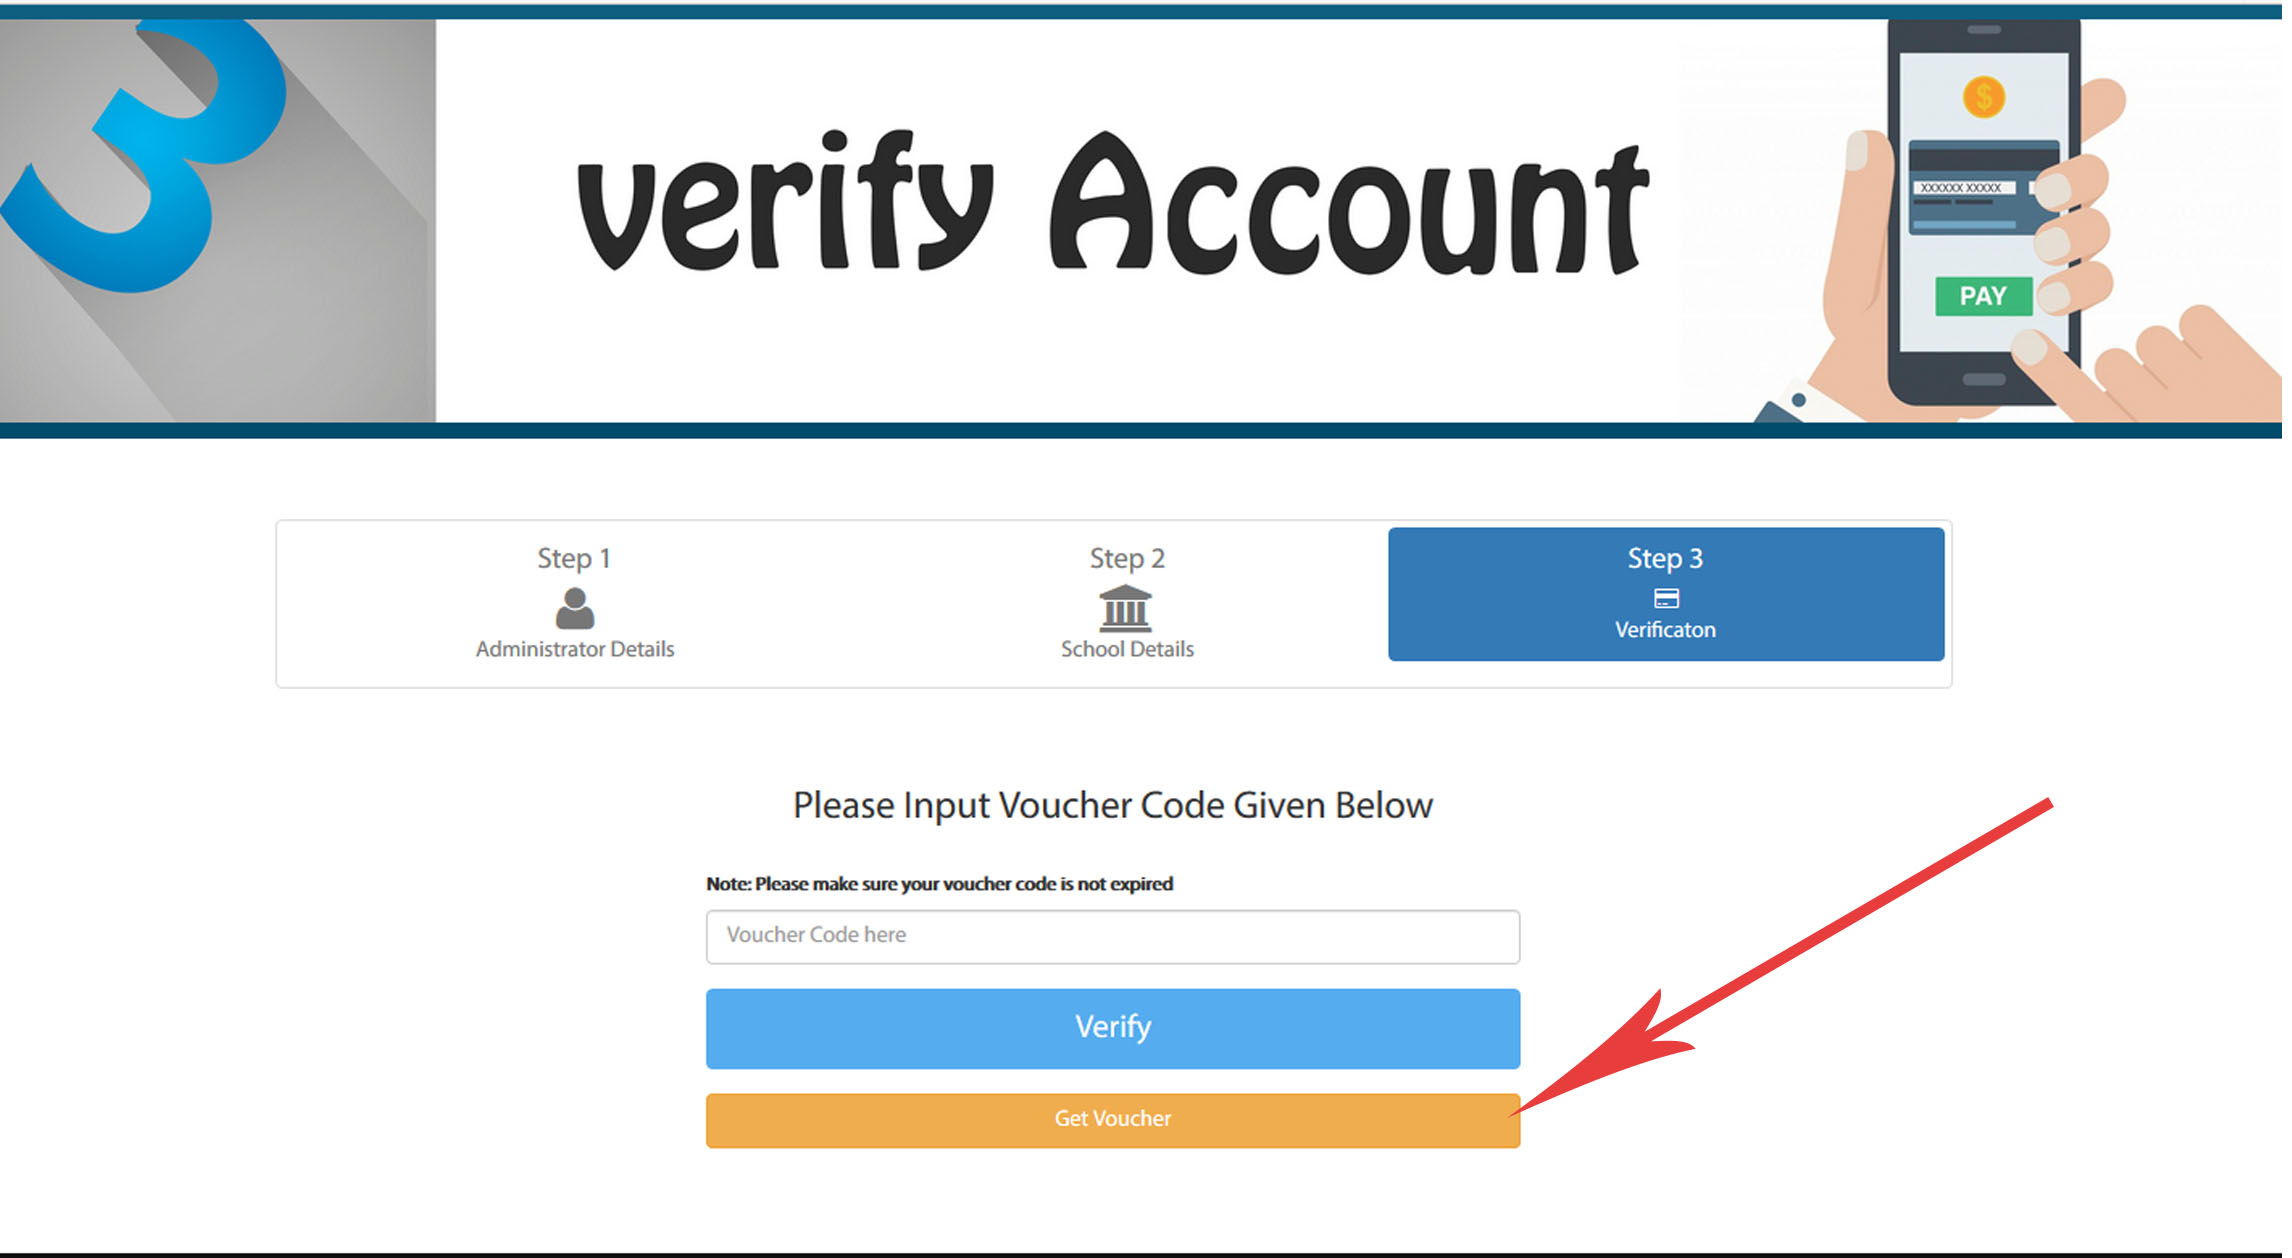 3
verify Account
$
XXXXXX XXXXX
PAY
Step 1
Administrator Details
Step 2
School Details
Step 3
Verificaton
Please Input Voucher Code Given Below
Note: Please make sure your voucher code is not expired
Voucher Code here
Verify
Get Voucher